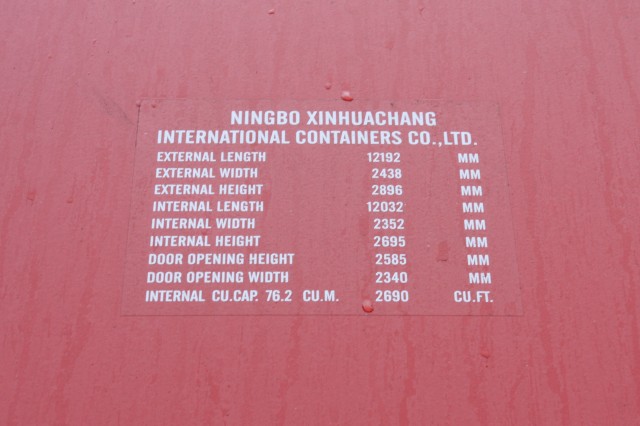 NINGBO XINHUACHANG
INTERNATIONAL CONTAINERS CO.,LTD.
EXTERNAL LENGTH 12192 MM
EXTERNAL WIDTH 2438 MM
EXTERNAL HEIGHT 2896 MM
INTERNAL LENGTH 12032 MM
INTERNAL WIDTH 2352 MM
INTERNAL HEIGHT 2695 MM
DOOR OPENING HEIGHT 2585 MM
DOOR OPENING WIDTH 2340 MM
INTERNAL CU.CAP. 76.2 CU.M. 2690 CU.FT.